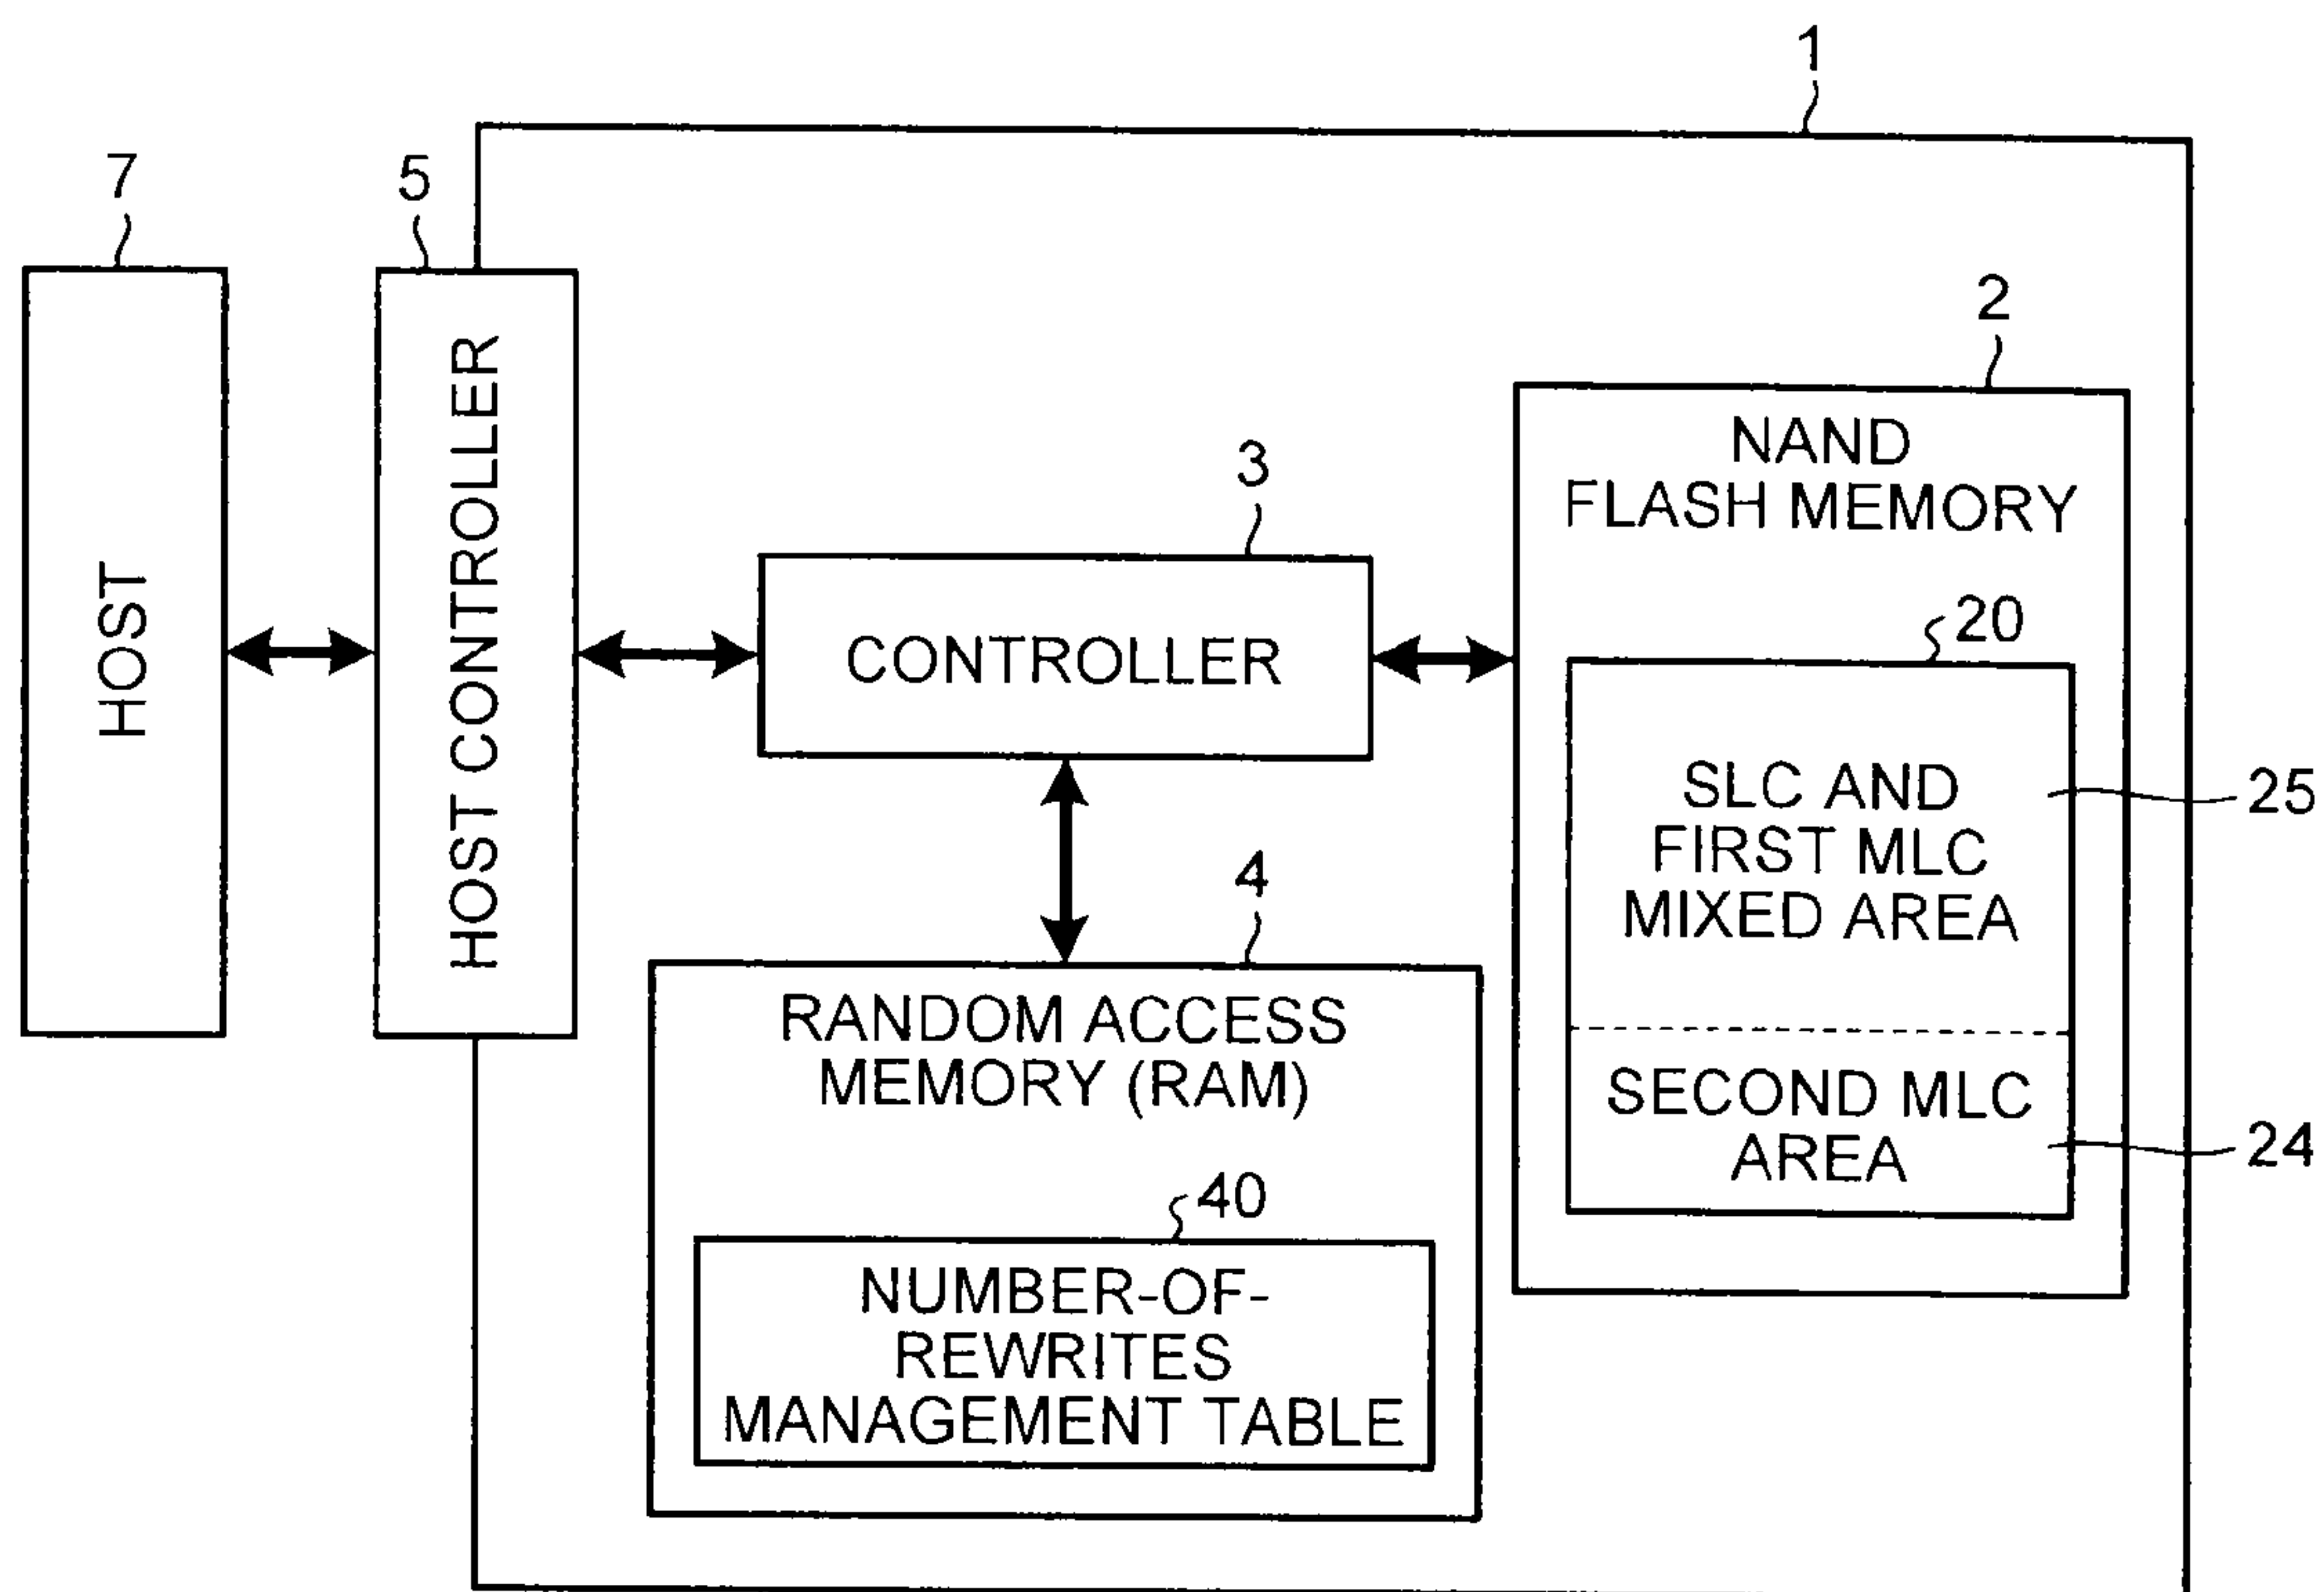 1
7
5
2
HOST
HOST CONTROLLER
3
CONTROLLER
NAND
FLASH MEMORY
20
SLC AND
FIRST MLC
MIXED AREA
25
SECOND MLC
AREA
24
4
RANDOM ACCESS
MEMORY (RAM)
40
NUMBER-OF-
REWRITES
MANAGEMENT TABLE